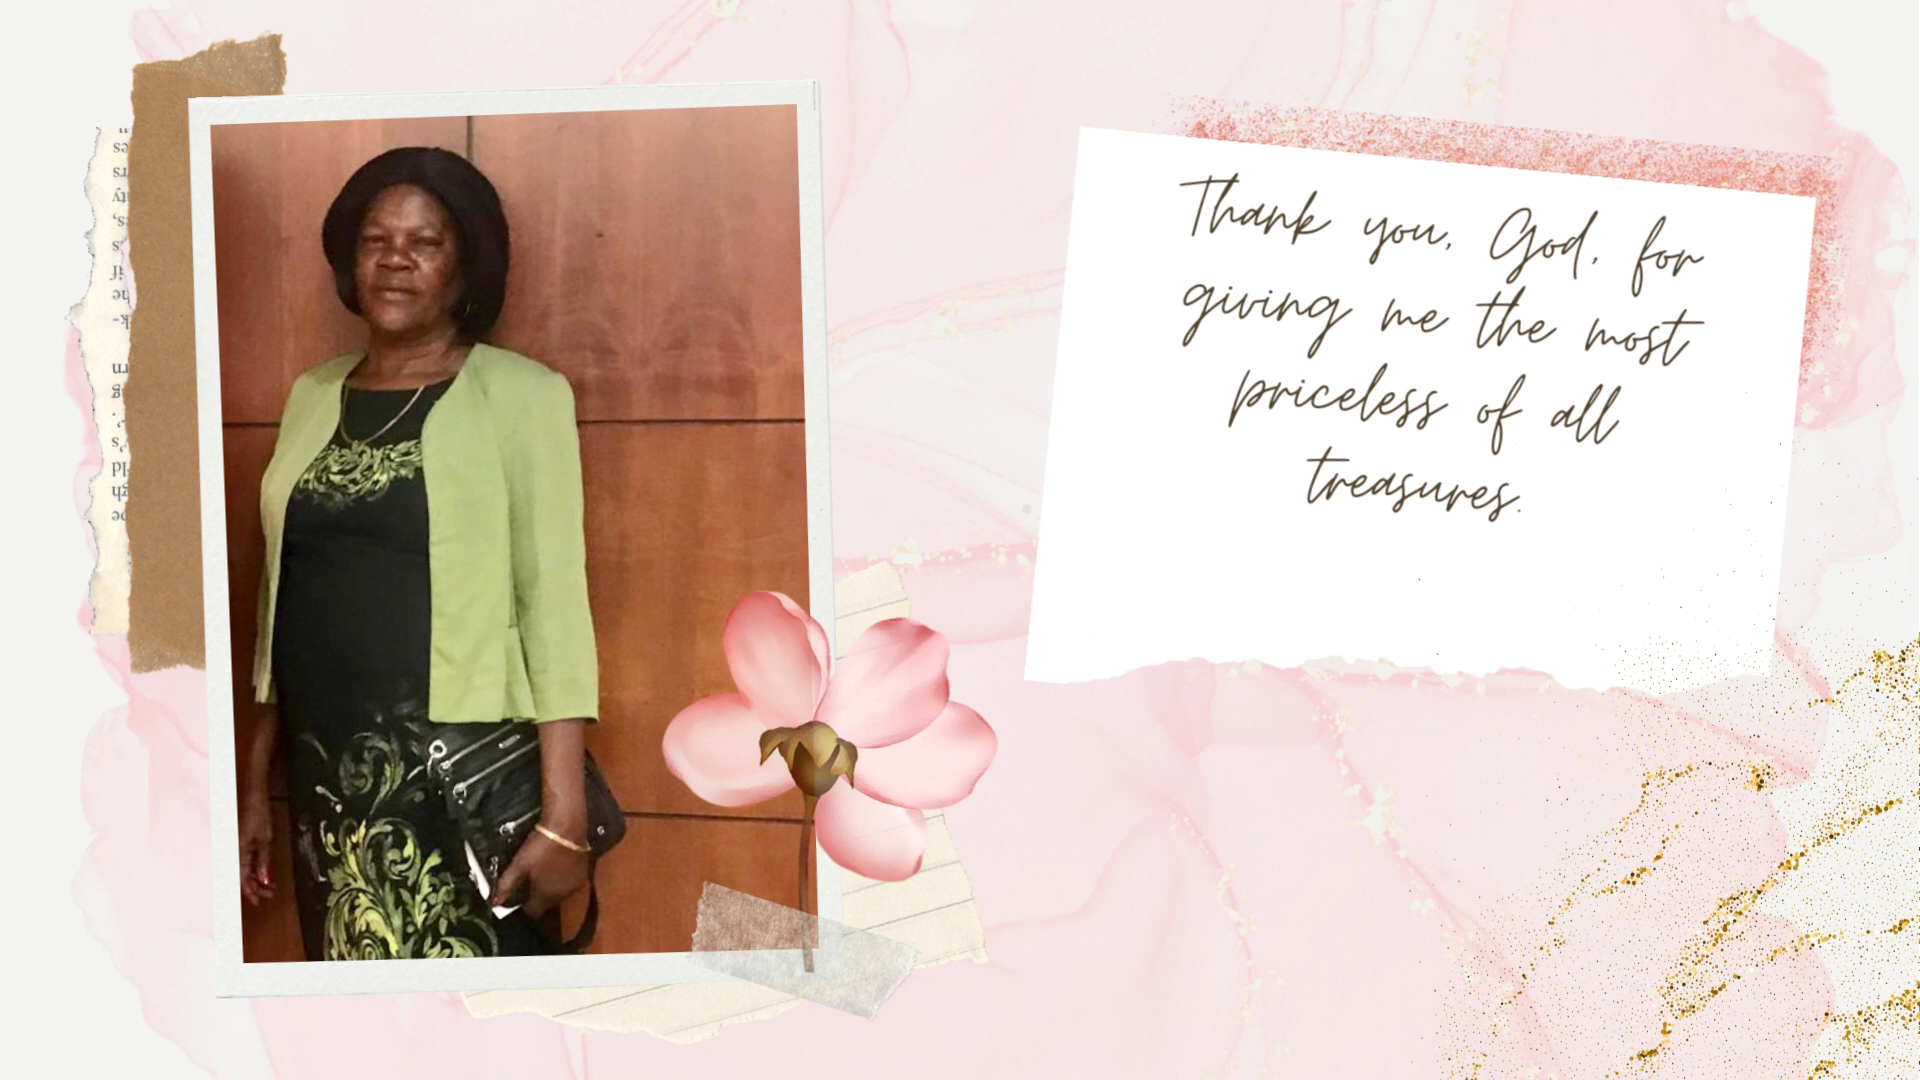 Thank you, God, for
giving me the most
priceless of all
treasures.